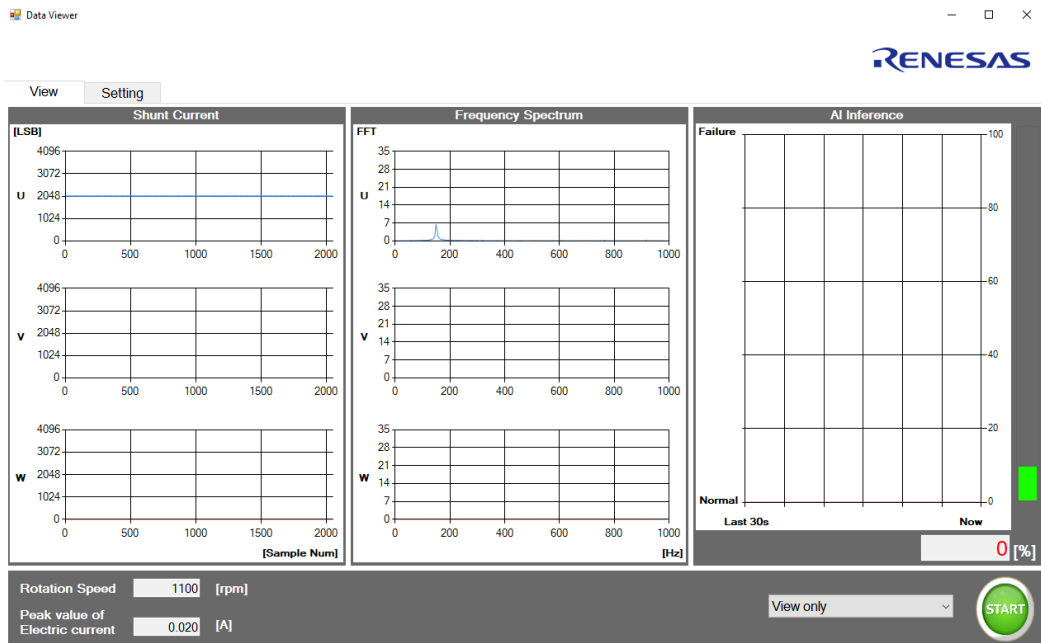 Data Viewer
RENESAS
View
Setting
Shunt Current
[LSB]
4096
3072
U 2048
1024
0
0 500 1000 1500 2000
4096
3072
V 2048
1024
0
0 500 1000 1500 2000
4096
3072
W 2048
1024
0
0 500 1000 1500 2000
[Sample Num]
Frequency Spectrum
FFT
35
28
21
U 14
7
0
0 200 400 600 800 1000
35
28
21
V 14
7
0
0 200 400 600 800 1000
35
28
21
W 14
7
0
0 200 400 600 800 1000
[Hz]
AI Inference
Failure 100
80
60
40
20
Normal 0
Last 30s Now
0 [%]
Rotation Speed 1100 [rpm]
Peak value of
Electric current 0.020 [A]
View only
START